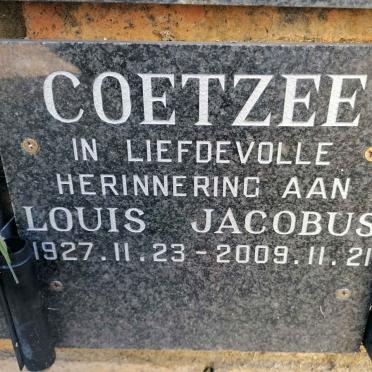 COETZEE
IN LIEFDEVOLLE
HERINNERING AAN
LOUIS JACOBUS
1927.11.23 - 2009.11.21